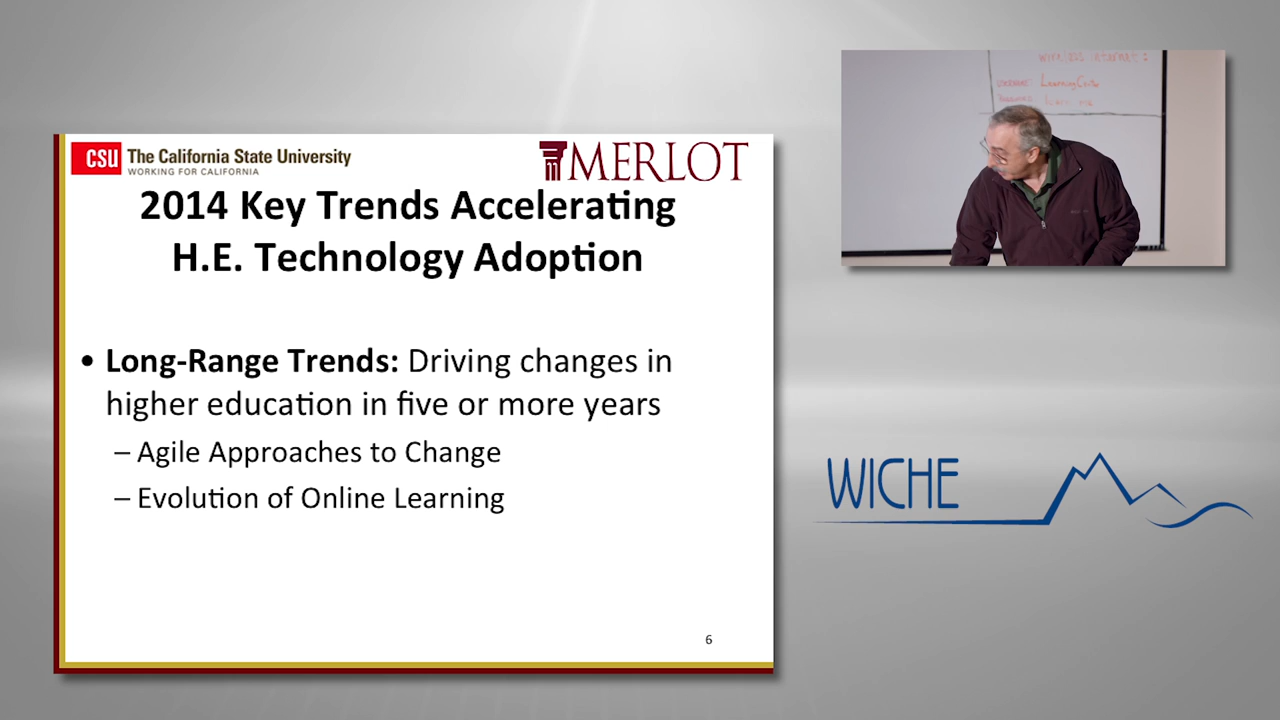 CSU The California State University
WORKING FOR CALIFORNIA
MERLOT
2014 Key Trends Accelerating
H.E. Technology Adoption
• Long-Range Trends: Driving changes in
higher education in five or more years
– Agile Approaches to Change
– Evolution of Online Learning
6
internet:
WICHE